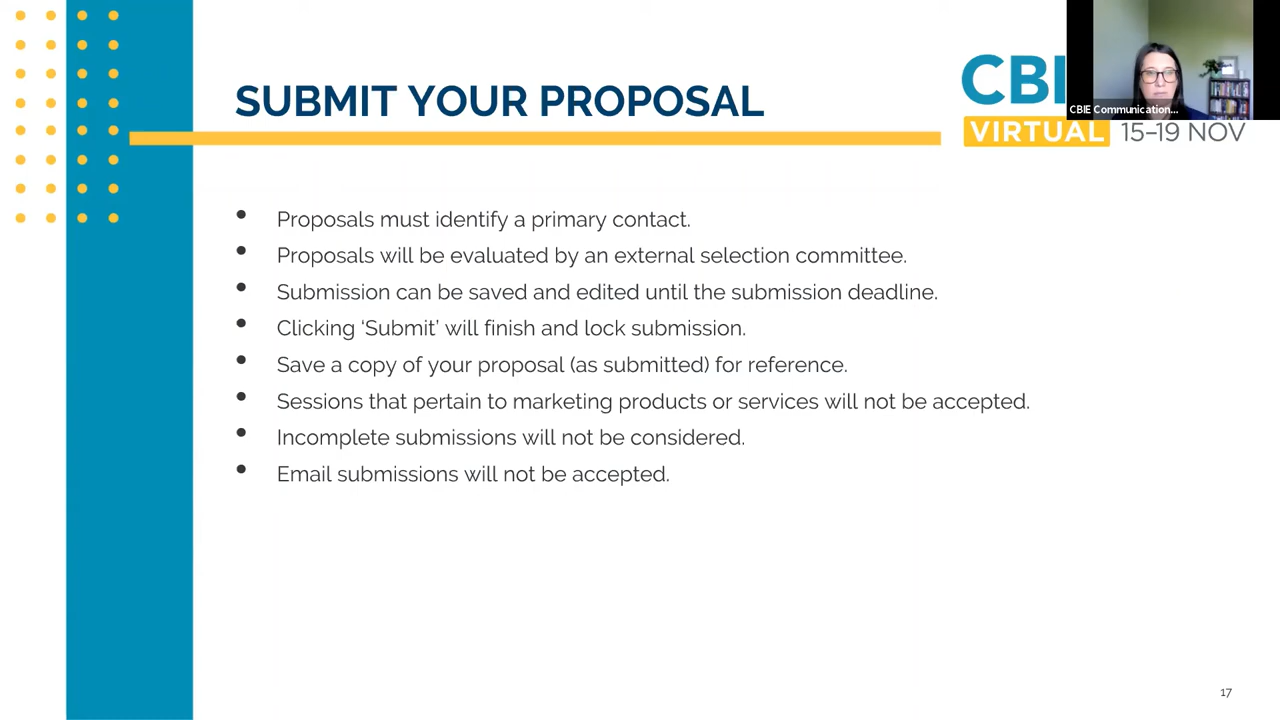 SUBMIT YOUR PROPOSAL
CBI
CBIE Communication...
VIRTUAL 15–19 NOV
• Proposals must identify a primary contact.
• Proposals will be evaluated by an external selection committee.
• Submission can be saved and edited until the submission deadline.
• Clicking ‘Submit’ will finish and lock submission.
• Save a copy of your proposal (as submitted) for reference.
• Sessions that pertain to marketing products or services will not be accepted.
• Incomplete submissions will not be considered.
• Email submissions will not be accepted.
17